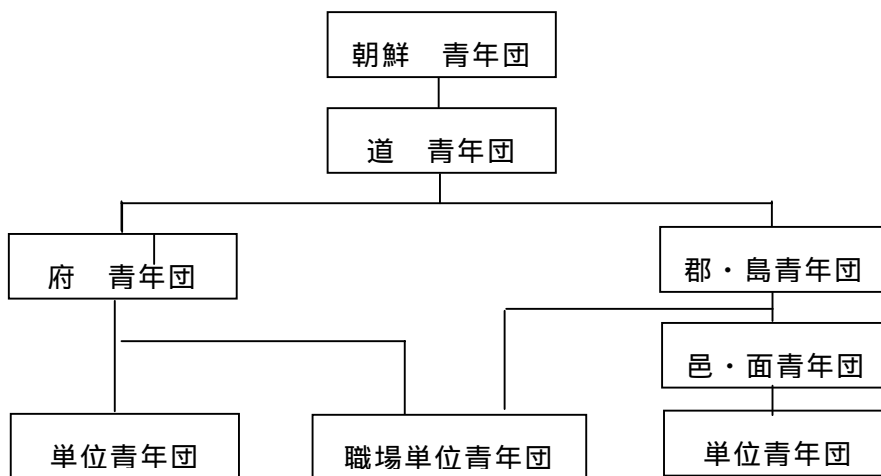 朝鮮　青年団
道　青年団
府　青年団
郡・島青年団
邑・面青年団
単位青年団
職場単位青年団
単位青年団